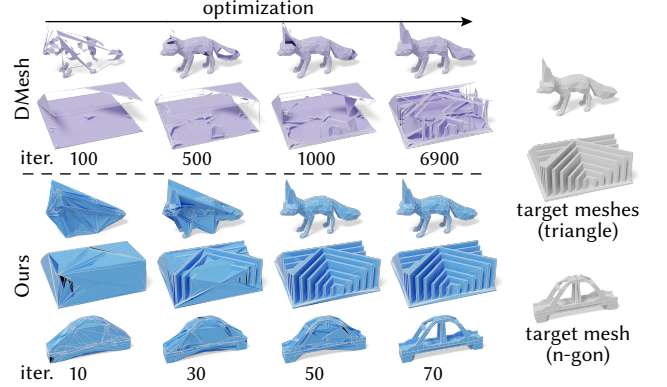 optimization
DMesh
iter. 100 500 1000 6900
target meshes
(triangle)
Ours
target mesh
(n-gon)
iter. 10 30 50 70